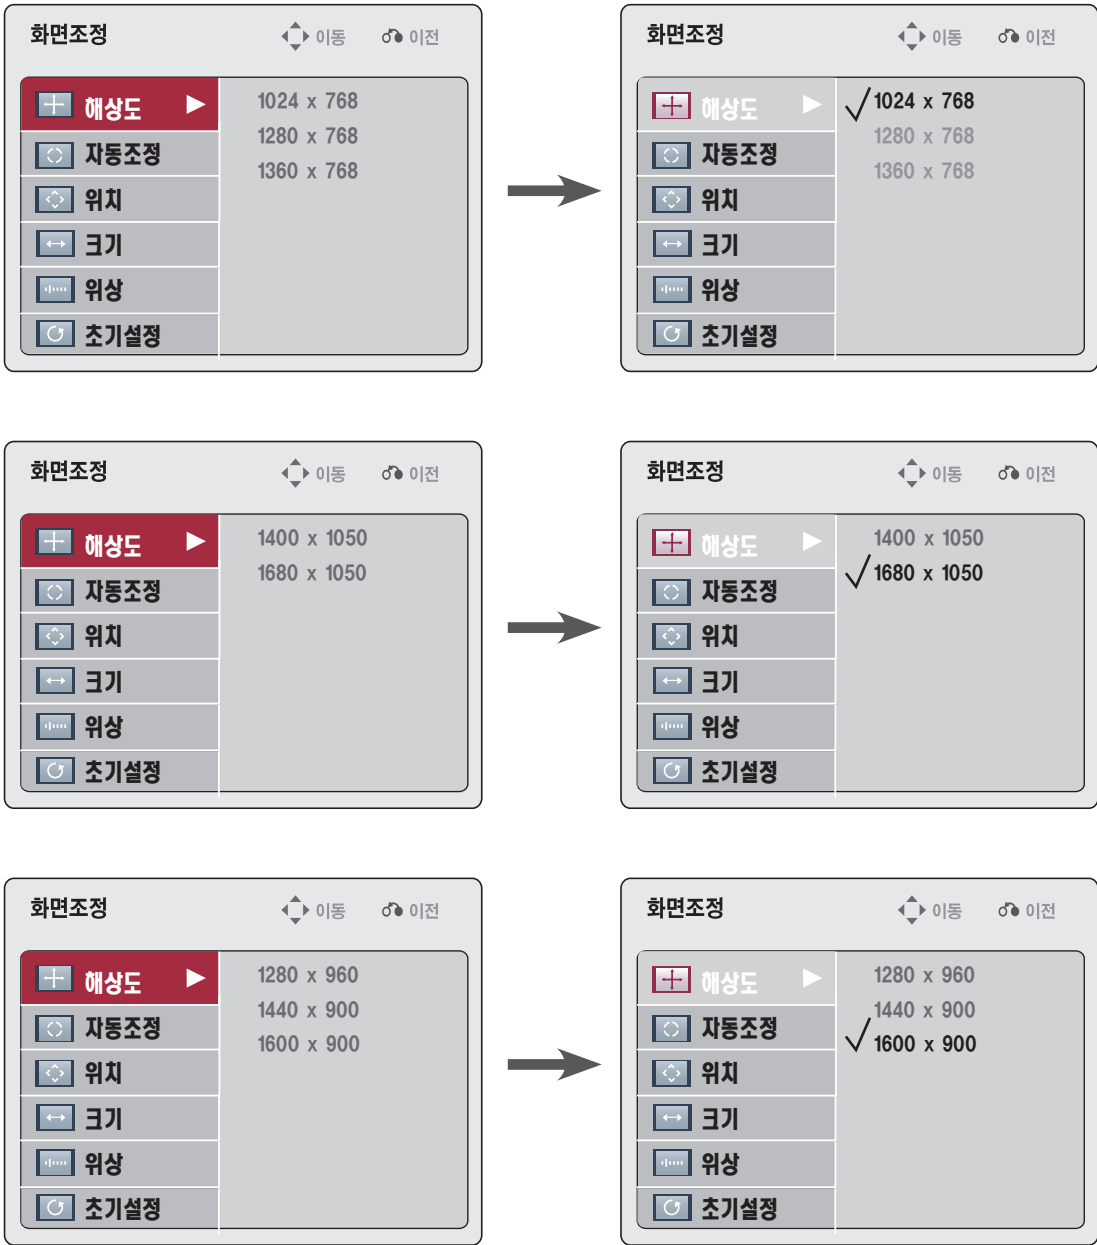 화면조정 이동 이전
해상도 1024 x 768
자동조정 1280 x 768
위치 1360 x 768
크기
위상
초기설정
화면조정 이동 이전
해상도 1024 x 768
자동조정 1280 x 768
위치 1360 x 768
크기
위상
초기설정
화면조정 이동 이전
해상도 1400 x 1050
자동조정 1680 x 1050
위치
크기
위상
초기설정
화면조정 이동 이전
해상도 1400 x 1050
자동조정 1680 x 1050
위치
크기
위상
초기설정
화면조정 이동 이전
해상도 1280 x 960
자동조정 1440 x 900
위치 1600 x 900
크기
위상
초기설정
화면조정 이동 이전
해상도 1280 x 960
자동조정 1440 x 900
위치 1600 x 900
크기
위상
초기설정